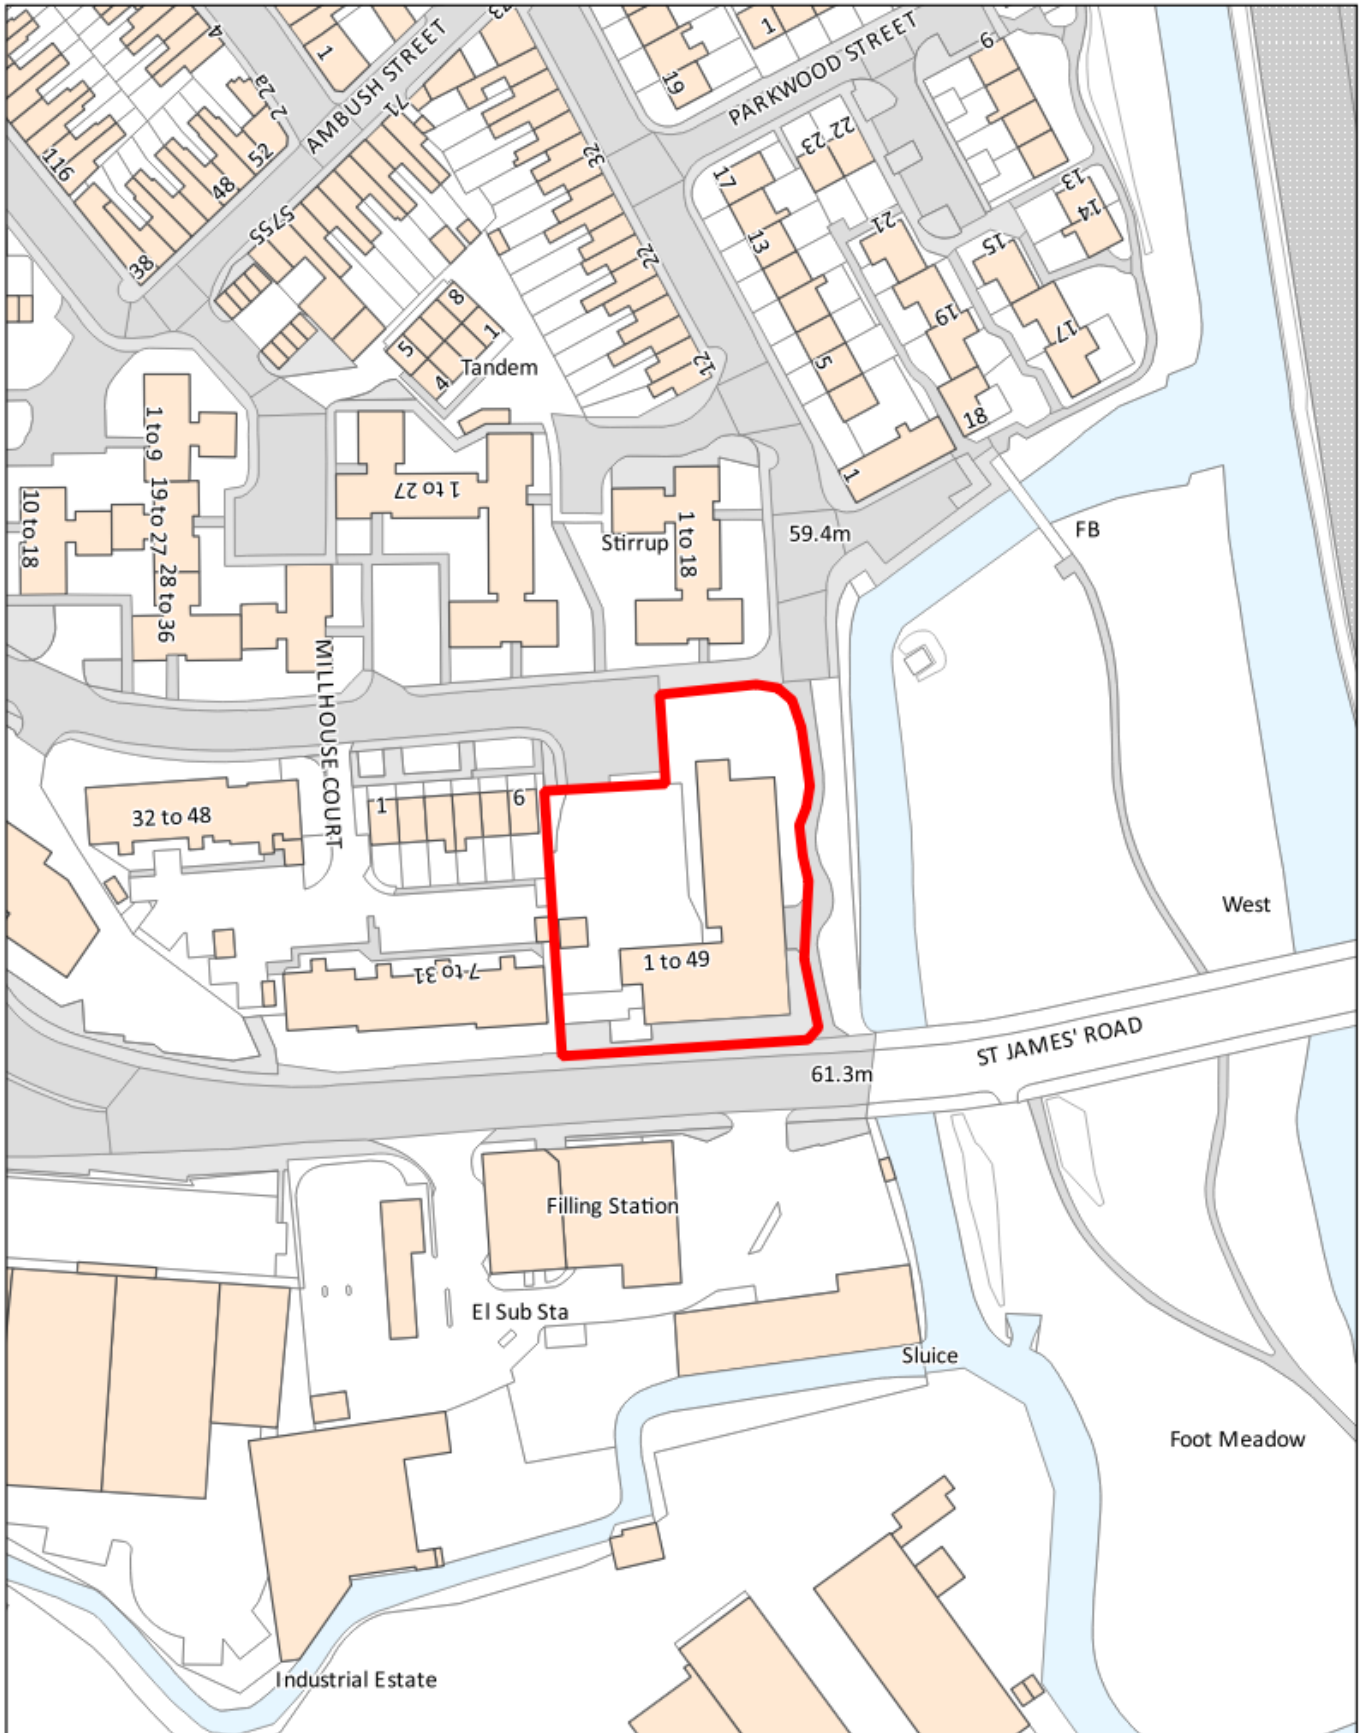 4
2 2a
1
AMBUSH STREET
71
116
48
52
38
5755
19
1
PARKWOOD STREET
6
32
22
12
17
13
5
1
22 23
21
19
18
15
17
13
14
8
1
5
4
Tandem
1 to 9
10 to 18
19 to 27
28 to 36
1 to 27
Stirrup
1 to 18
59.4m
FB
MILLHOUSE COURT
32 to 48
1
6
7 to 31
1 to 49
West
ST JAMES' ROAD
61.3m
Filling Station
El Sub Sta
Sluice
Foot Meadow
Industrial Estate